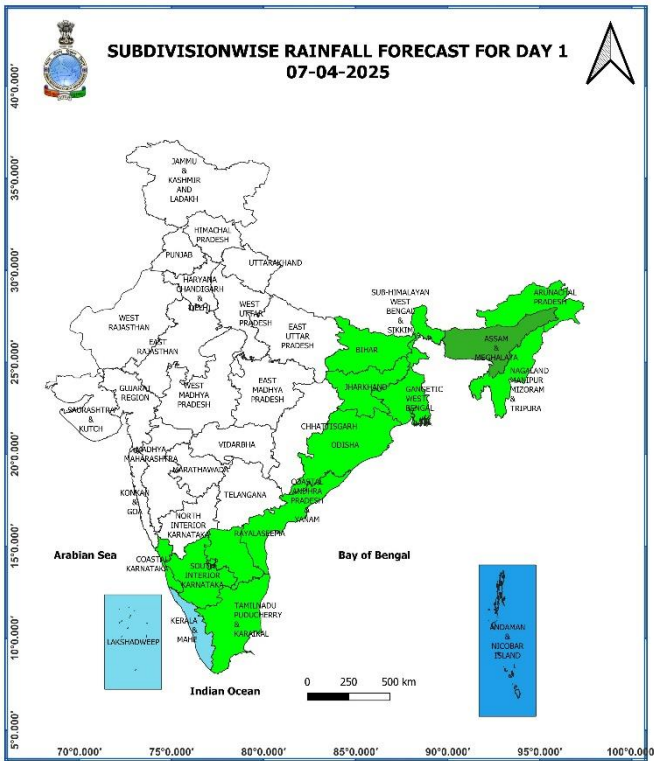 SUBDIVISIONWISE RAINFALL FORECAST FOR DAY 1
07-04-2025
40°0.000'
35°0.000'
30°0.000'
25°0.000'
20°0.000'
15°0.000'
10°0.000'
5°0.000'
JAMMU
&
KASHMIR
AND
LADAKH
HIMACHAL
PRADESH
PUNJAB
UTTARAKHAND
HARYANA
CHANDIGARH
&
DELHI
WEST
UTTAR
PRADESH
WEST
RAJASTHAN
EAST
RAJASTHAN
EAST
UTTAR
PRADESH
SUB-HIMALAYAN
WEST
BENGAL
&
SIKKIM
ARUNACHAL
PRADESH
ASSAM
&
MEGHALAYA
NAGALAND
MANIPUR
MIZORAM
&
TRIPURA
BIHAR
JHARKHAND
GANGETIC
WEST
BENGAL
GUJARAT
REGION
SAURASHTRA
&
KUTCH
WEST
MADHYA
PRADESH
EAST
MADHYA
PRADESH
CHHATTISGARH
ODISHA
VIDARBHA
MADHYA
MAHARASHTRA
MARATHAWADA
KONKAN
&
GOA
TELANGANA
COASTAL
ANDHRA
PRADESH
&
YANAM
NORTH
INTERIOR
KARNATAKA
RAYALASEEMA
COASTAL
KARNATAKA
SOUTH
INTERIOR
KARNATAKA
TAMILNADU
PUDUCHERRY
&
KARAIKAL
KERALA
&
MAHE
LAKSHADWEEP
ANDAMAN
&
NICOBAR
ISLAND
Arabian Sea
Bay of Bengal
Indian Ocean
0 250 500 km
70°0.000' 75°0.000' 80°0.000' 85°0.000' 90°0.000' 95°0.000' 100°0.000'